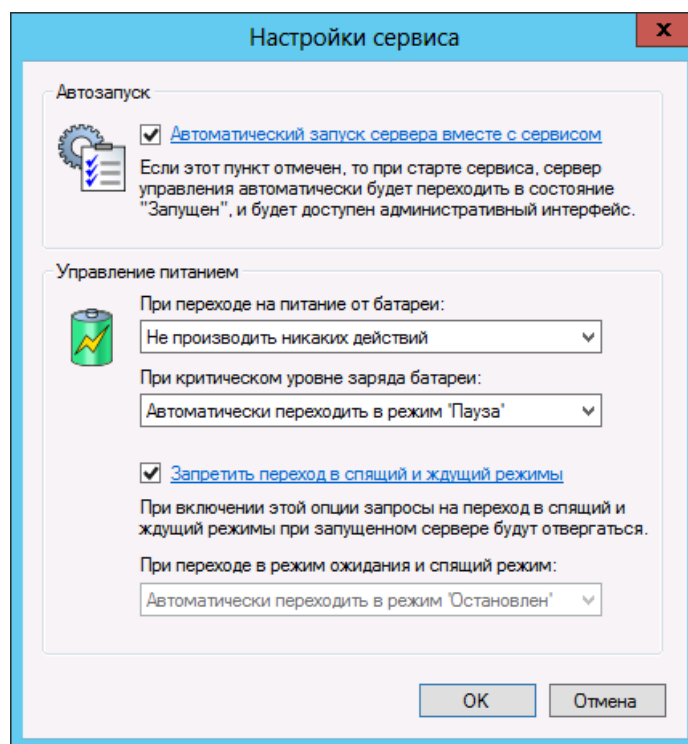 Настройки сервиса
x
Автозапуск
Автоматический запуск сервера вместе с сервисом
Если этот пункт отмечен, то при старте сервиса, сервер
управления автоматически будет переходить в состояние
"Запущен", и будет доступен административный интерфейс.
Управление питанием
При переходе на питание от батареи:
Не производить никаких действий
При критическом уровне заряда батареи:
Автоматически переходить в режим 'Пауза'
Запретить переход в спящий и ждущий режимы
При включении этой опции запросы на переход в спящий и
ждущий режимы при запущенном сервере будут отвергаться.
При переходе в режим ожидания и спящий режим:
Автоматически переходить в режим 'Остановлен'
OK
Отмена